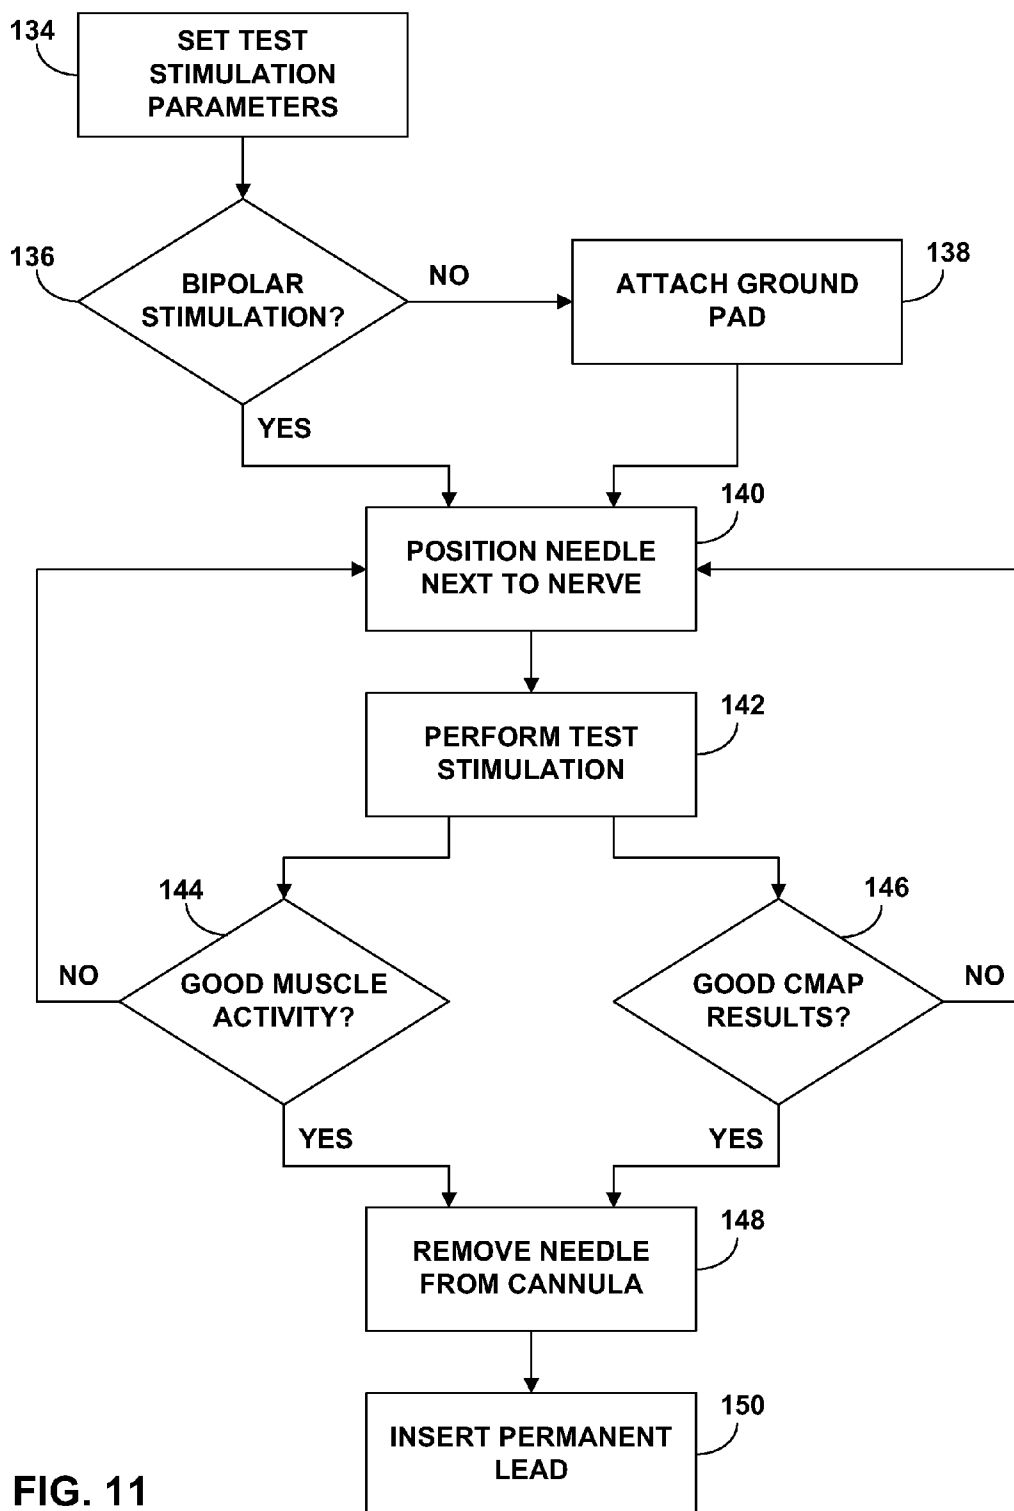 134
SET TEST
STIMULATION
PARAMETERS
136
BIPOLAR
STIMULATION?
NO
138
ATTACH GROUND
PAD
YES
140
POSITION NEEDLE
NEXT TO NERVE
142
PERFORM TEST
STIMULATION
144
GOOD MUSCLE
ACTIVITY?
NO
146
GOOD CMAP
RESULTS?
NO
YES
YES
148
REMOVE NEEDLE
FROM CANNULA
150
INSERT PERMANENT
LEAD
FIG. 11